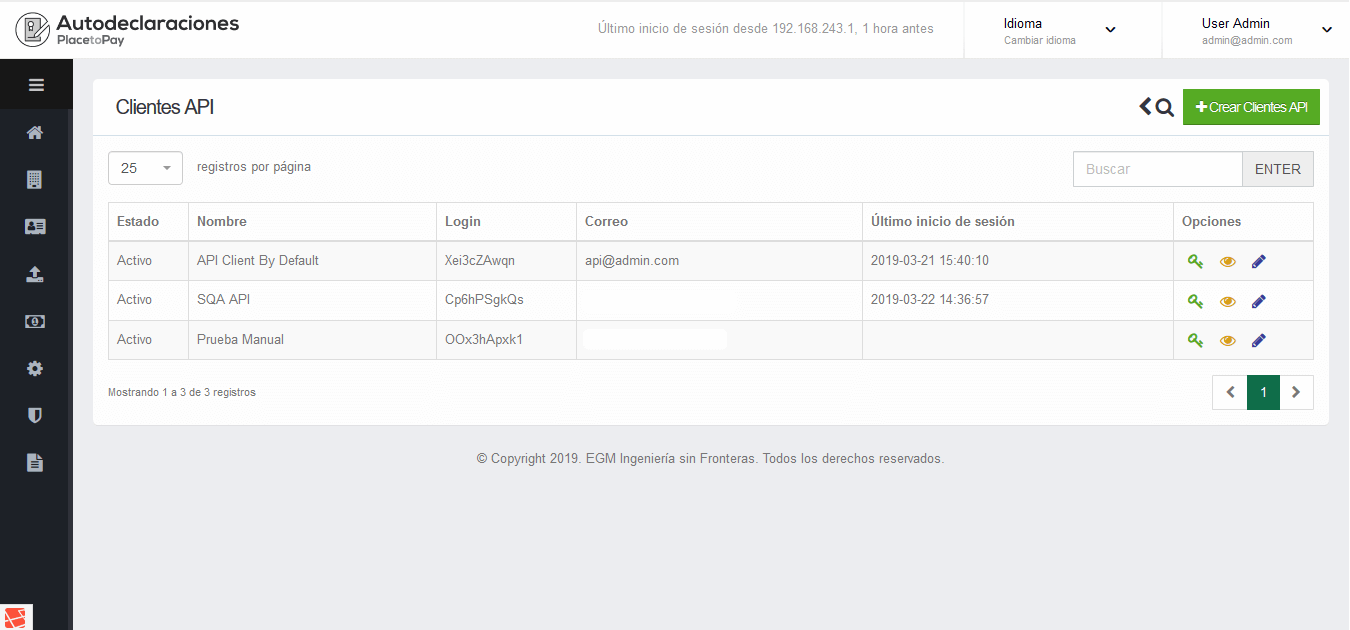 Autodeclaraciones
PlacetoPay
Último inicio de sesión desde 192.168.243.1, 1 hora antes
Idioma
Cambiar idioma
User Admin
admin@admin.com
Clientes API
Crear Clientes API
25 registros por página
Buscar ENTER
Estado Nombre Login Correo Último inicio de sesión Opciones
Activo API Client By Default Xei3cZAwqn api@admin.com 2019-03-21 15:40:10
Activo SQA API Cp6hPSgkQs 2019-03-22 14:36:57
Activo Prueba Manual OOx3hApxk1
Mostrando 1 a 3 de 3 registros
1
© Copyright 2019. EGM Ingeniería sin Fronteras. Todos los derechos reservados.